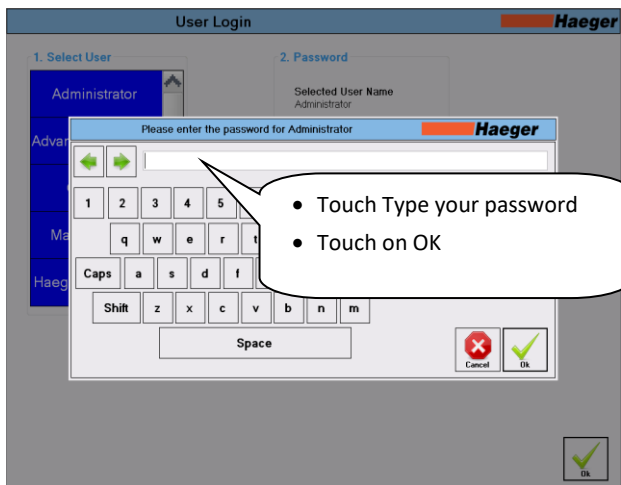 User Login
Haeger
1. Select User
2. Password
Administrator
Selected User Name
Administrator
Please enter the password for Administrator
Haeger
Advan
1 2 3 4 5
Touch Type your password
Touch on OK
Ma
q w e r t
Haeg
Caps a s d f
Shift z x c v b n m
Space
Cancel
Ok
Ok